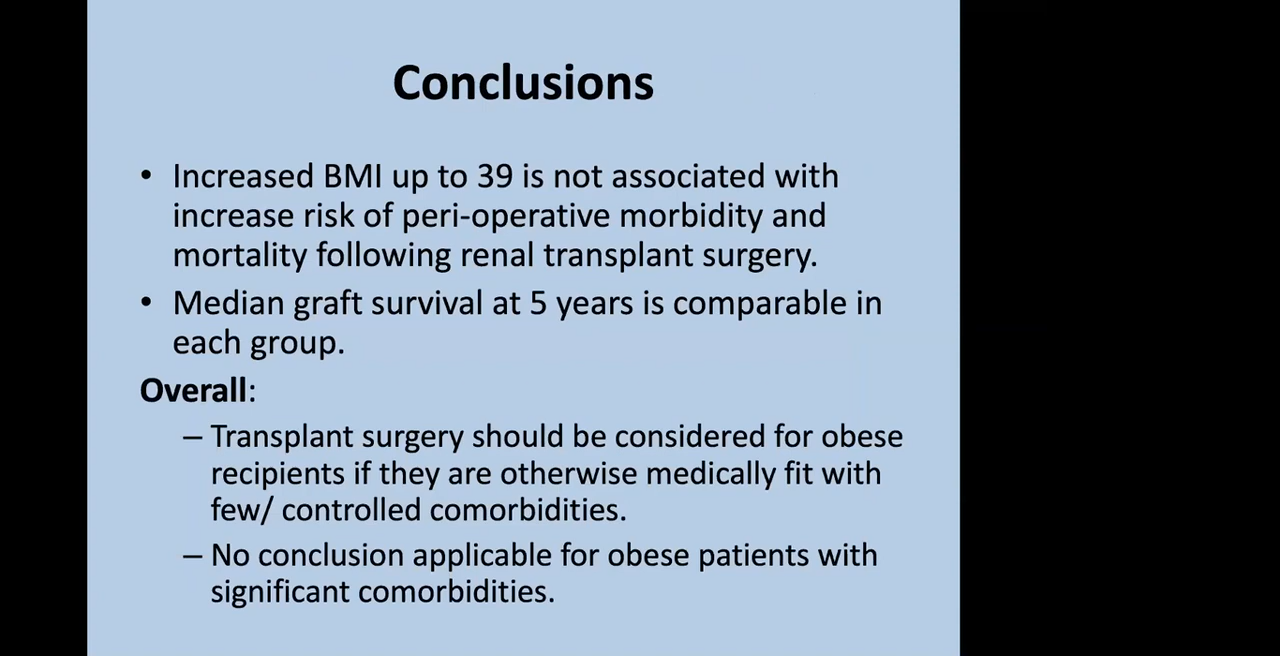 Conclusions
• Increased BMI up to 39 is not associated with
increase risk of peri-operative morbidity and
mortality following renal transplant surgery.
• Median graft survival at 5 years is comparable in
each group.
Overall:
– Transplant surgery should be considered for obese
recipients if they are otherwise medically fit with
few/ controlled comorbidities.
– No conclusion applicable for obese patients with
significant comorbidities.